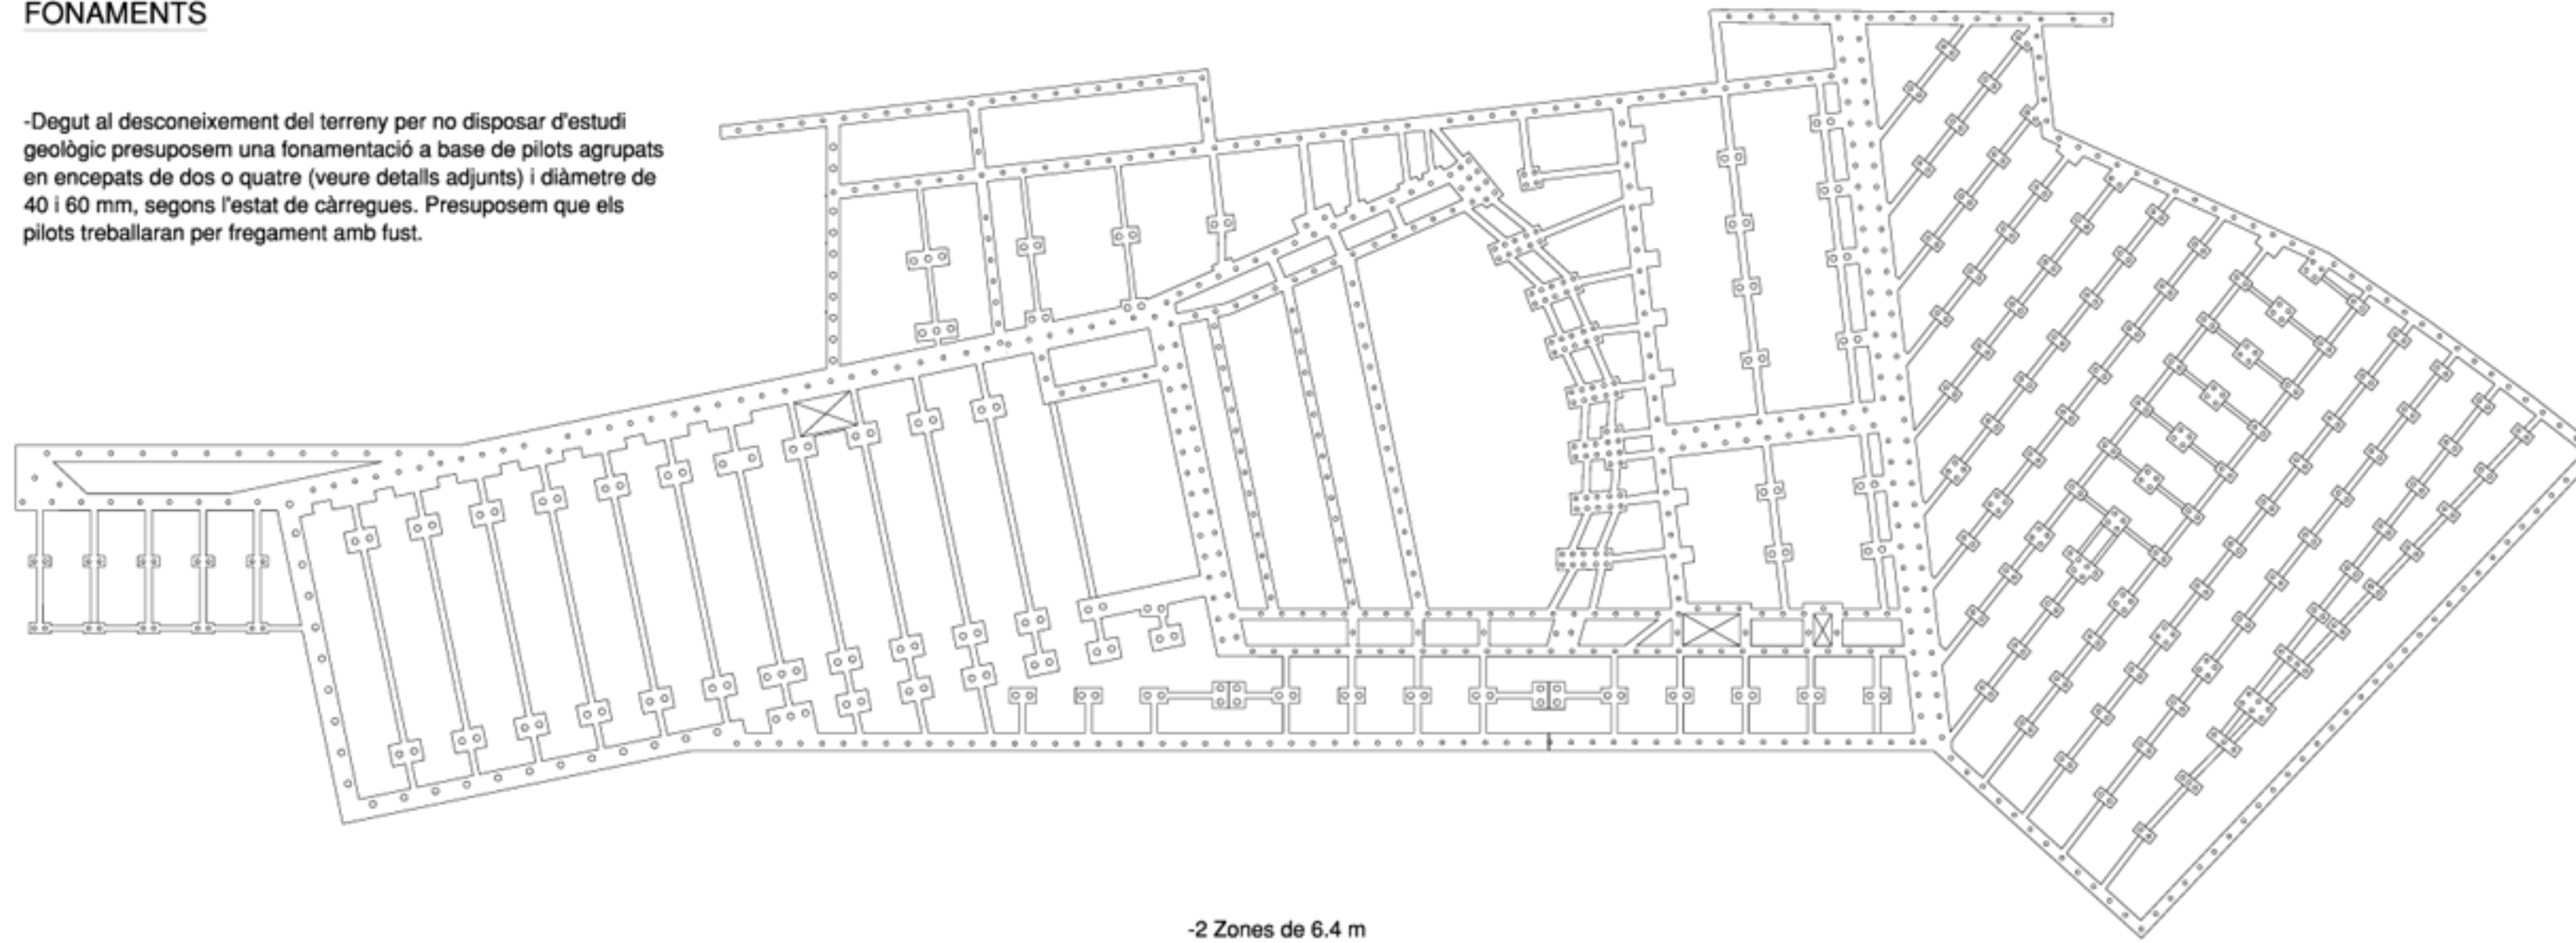 FONAMENTS
-Degut al desconeixement del terreny per no disposar d'estudi
geològic presuposem una fonamentació a base de pilots agrupats
en encepats de dos o quatre (veure detalls adjunts) i diàmetre de
40 i 60 mm, segons l'estat de càrregues. Presuposem que els
pilots treballaran per fregament amb fust.
-2 Zones de 6.4 m